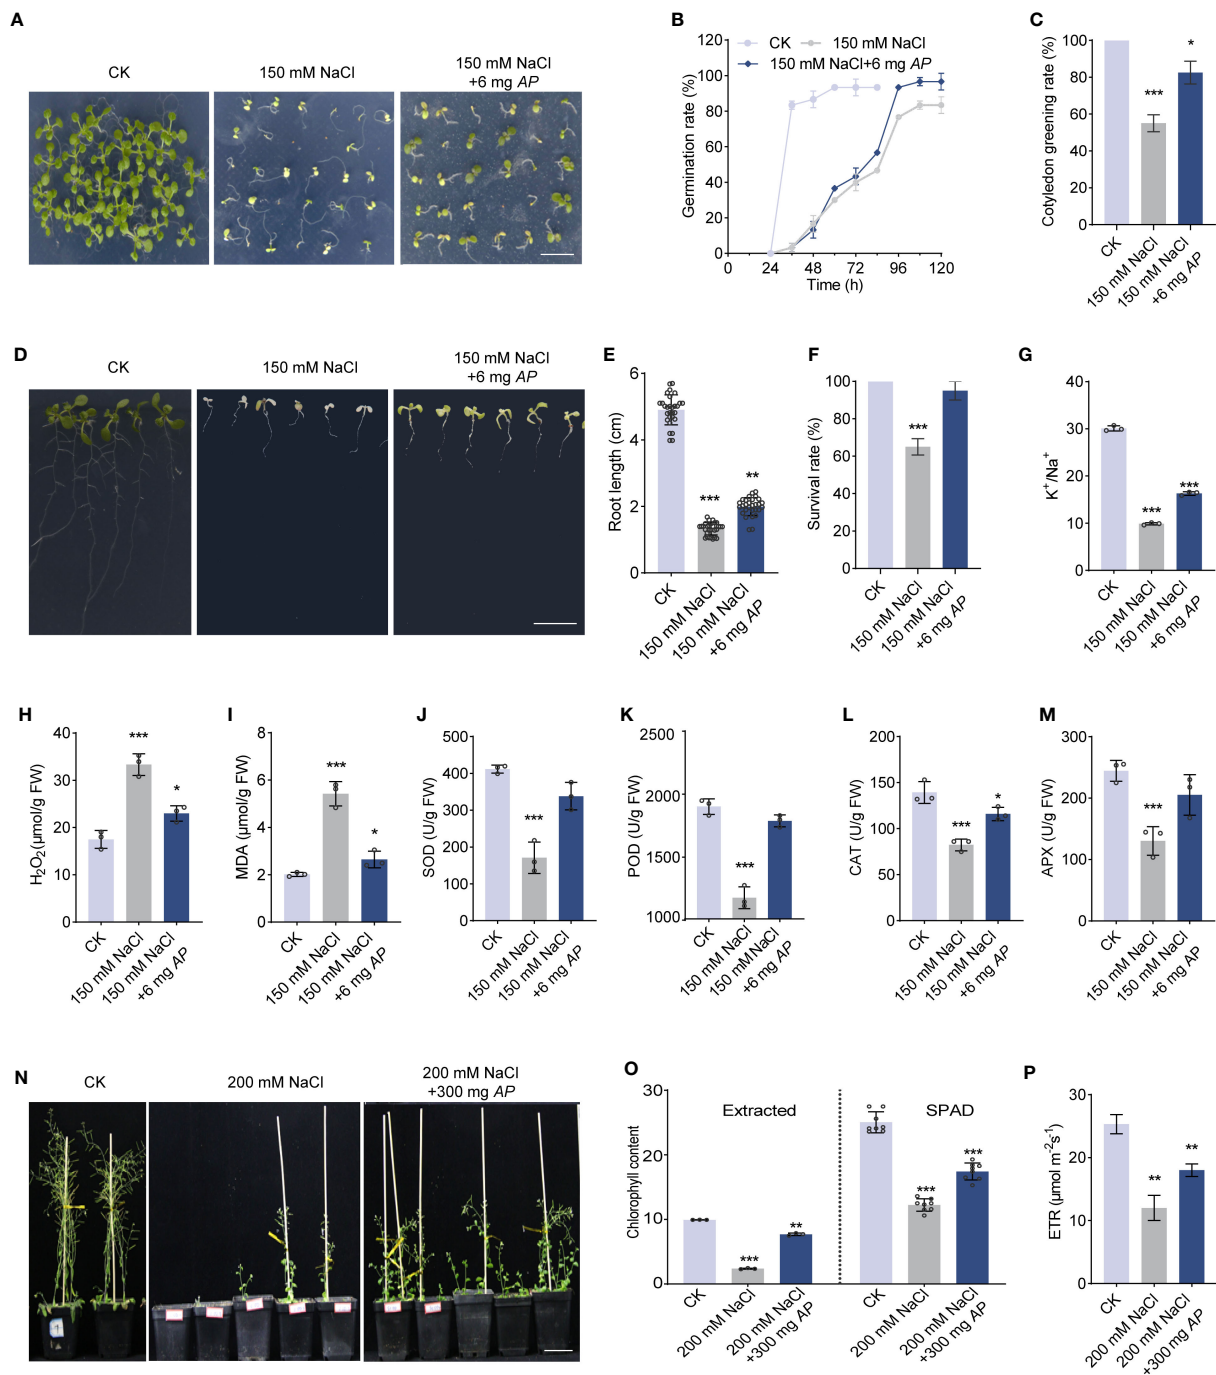 A
CK
150 mM NaCl
150 mM NaCl
+6 mg AP
B
CK
150 mM NaCl
150 mM NaCl+6 mg AP
Germination rate (%)
120
100
80
60
40
20
0
0
24
48
72
96
120
Time (h)
C
Cotyledon greening rate (%)
100
80
60
40
20
0
***
*
CK
150 mM NaCl
150 mM NaCl
+6 mg AP
D
CK
150 mM NaCl
150 mM NaCl
+6 mg AP
E
Root length (cm)
6
4
2
0
***
**
CK
150 mM NaCl
150 mM NaCl
+6 mg AP
F
Survival rate (%)
100
80
60
40
20
0
***
CK
150 mM NaCl
150 mM NaCl
+6 mg AP
G
K⁺/Na⁺
40
30
20
10
0
***
***
CK
150 mM NaCl
150 mM NaCl
+6 mg AP
H
H₂O₂(μmol/g FW)
40
30
20
10
0
***
*
CK
150 mM NaCl
150 mM NaCl
+6 mg AP
I
MDA (μmol/g FW)
8
6
4
2
0
***
*
CK
150 mM NaCl
150 mM NaCl
+6 mg AP
J
SOD (U/g FW)
500
400
300
200
100
0
***
CK
150 mM NaCl
150 mM NaCl
+6 mg AP
K
POD (U/g FW)
2500
2000
1500
1000
***
CK
150 mM NaCl
150 mM NaCl
+6 mg AP
L
CAT (U/g FW)
200
150
100
50
0
***
*
CK
150 mM NaCl
150 mM NaCl
+6 mg AP
M
APX (U/g FW)
300
200
100
0
***
CK
150 mM NaCl
150 mM NaCl
+6 mg AP
N
CK
200 mM NaCl
200 mM NaCl
+300 mg AP
O
Chlorophyll content
30
20
10
0
Extracted
SPAD
***
**
***
***
CK
200 mM NaCl
200 mM NaCl
+300 mg AP
CK
200 mM NaCl
200 mM NaCl
+300 mg AP
P
ETR (μmol m⁻²s⁻¹)
30
20
10
0
**
**
CK
200 mM NaCl
200 mM NaCl
+300 mg AP